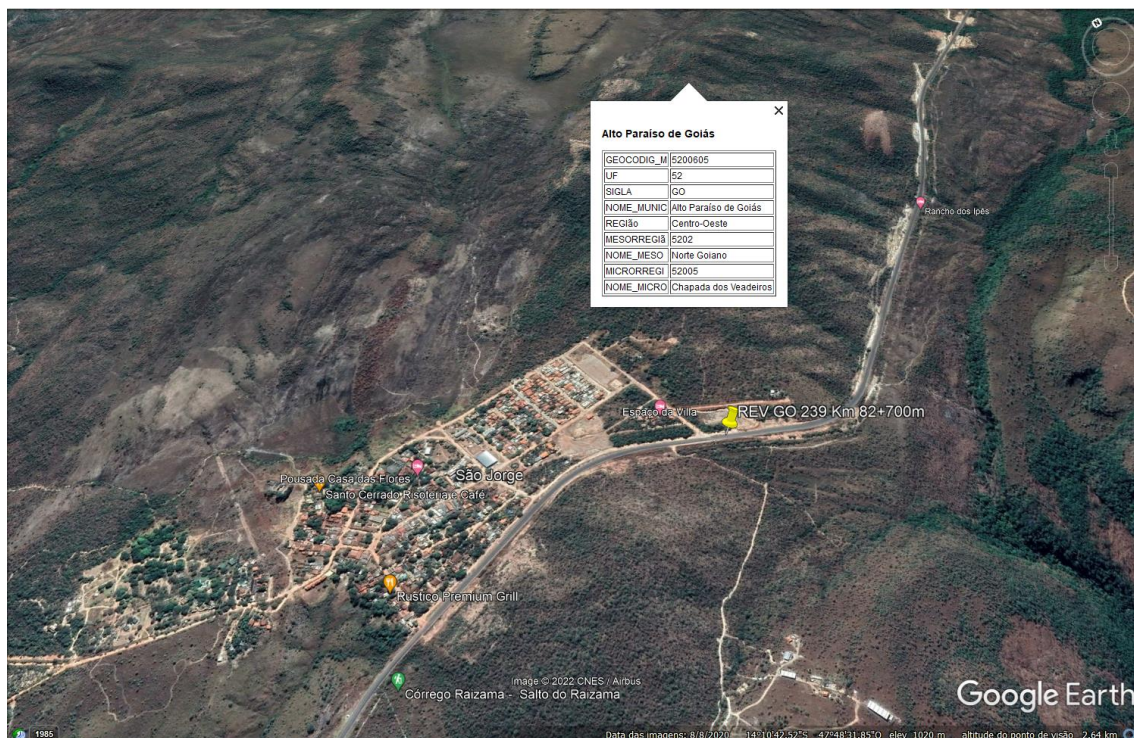 N
×
Alto Paraíso de Goiás
GEOCODIG_M 5200605
UF 52
SIGLA GO
NOME_MUNIC Alto Paraíso de Goiás
REGIão Centro-Oeste
MESORREGIã 5202
NOME_MESO Norte Goiano
MICRORREGI 52005
NOME_MICRO Chapada dos Veadeiros
Rancho dos Ipês
Espaço da Villa
REV GO 239 Km 82+700m
São Jorge
Pousada Casa das Flores
Santo Cerrado Risoteria e Café
Rústico Premium Grill
Image © 2022 CNES / Airbus
Córrego Raizama - Salto do Raizama
Google Earth
1985
Data das imagens: 8/8/2020 14°10'42.52"S 47°48'31.85"O elev 1020 m altitude do ponto de visão 2.64 km